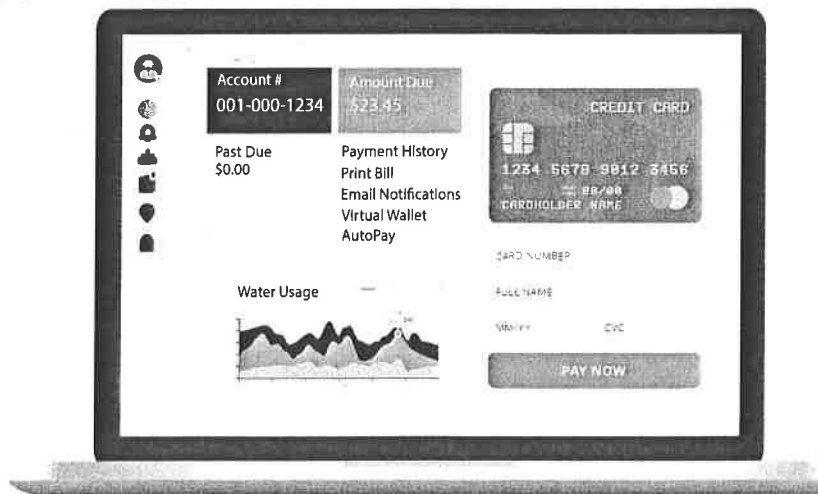 Account #
001-000-1234
Amount Due
$23.45
Past Due
$0.00
Payment History
Print Bill
Email Notifications
Virtual Wallet
AutoPay
Water Usage
CREDIT CARD
1234 5678 9012 3456
00/00
CARDHOLDER NAME
CARD NUMBER
FULL NAME
CVC
PAY NOW